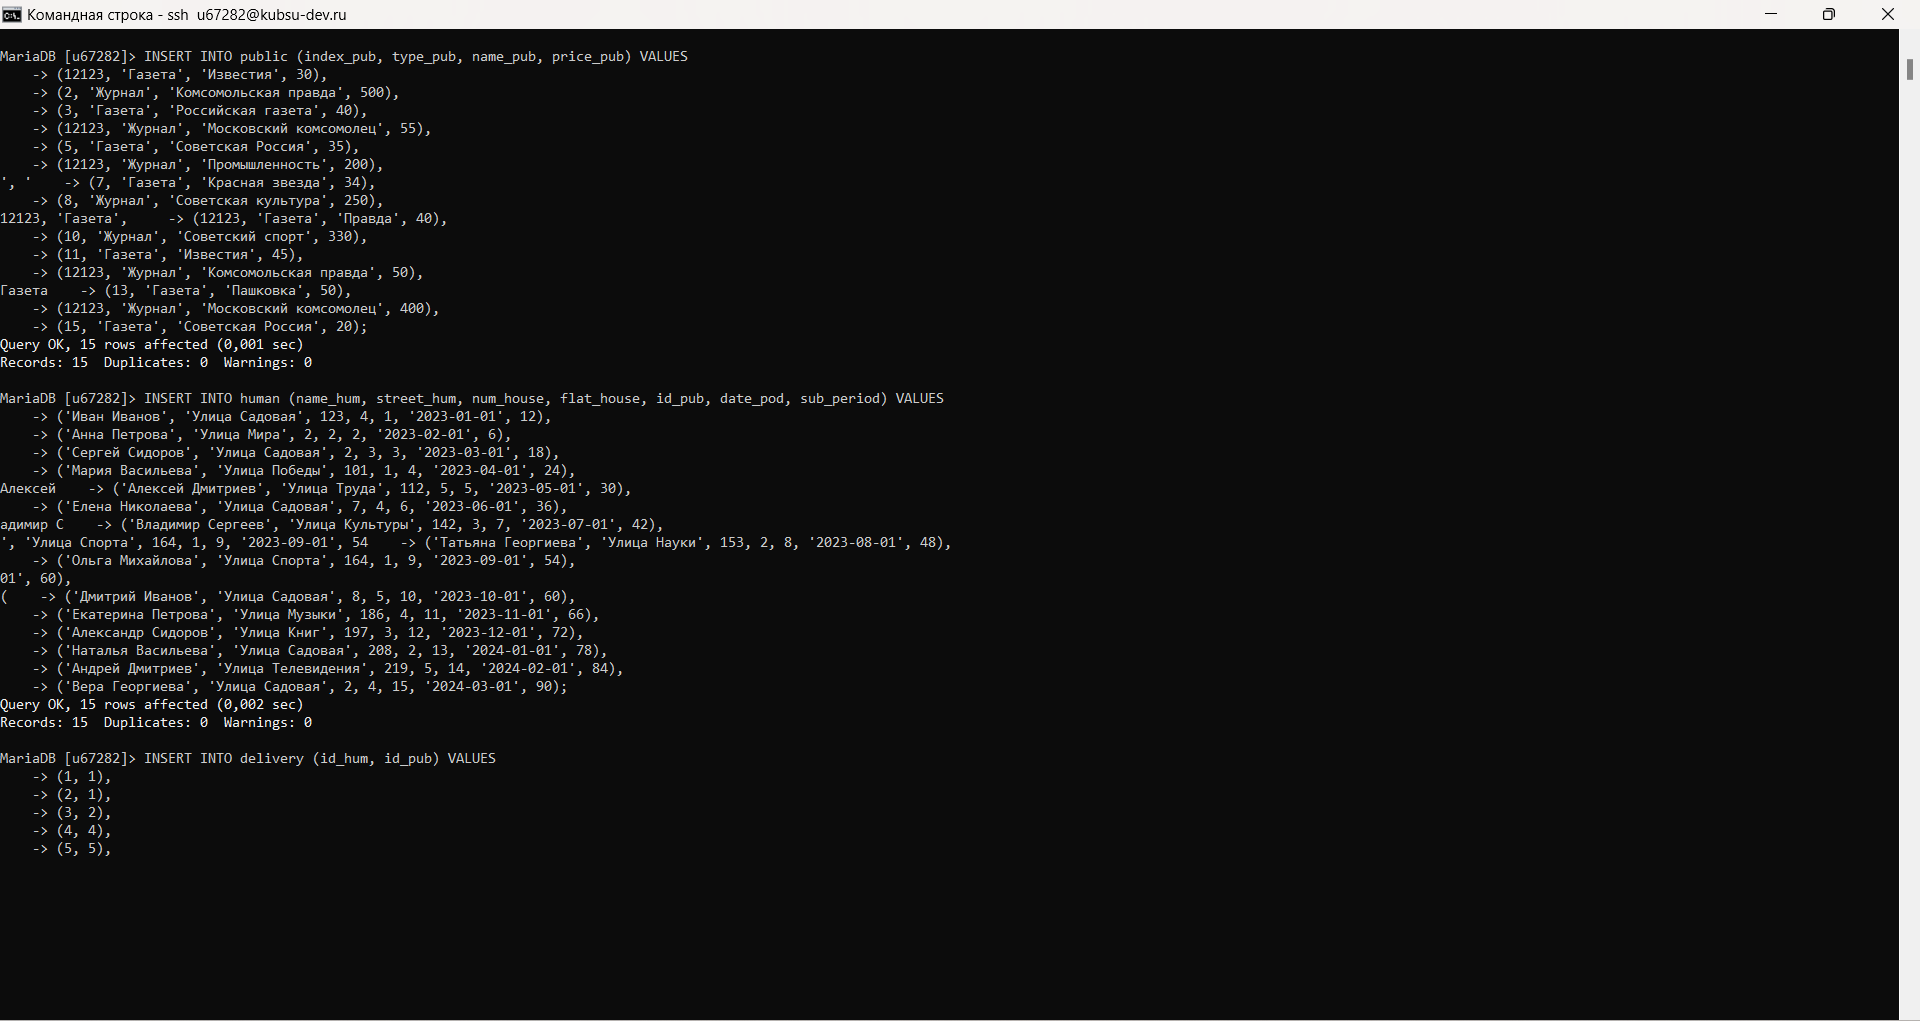 Командная строка - ssh u67282@kubsu-dev.ru
MariaDB [u67282]> INSERT INTO public (index_pub, type_pub, name_pub, price_pub) VALUES
    -> (12123, 'Газета', 'Известия', 30),
    -> (2, 'Журнал', 'Комсомольская правда', 500),
    -> (3, 'Газета', 'Российская газета', 40),
    -> (12123, 'Журнал', 'Московский комсомолец', 55),
    -> (5, 'Газета', 'Советская Россия', 35),
    -> (12123, 'Журнал', 'Промышленность', 200),
', '    -> (7, 'Газета', 'Красная звезда', 34),
    -> (8, 'Журнал', 'Советская культура', 250),
12123, 'Газета',     -> (12123, 'Газета', 'Правда', 40),
    -> (10, 'Журнал', 'Советский спорт', 330),
    -> (11, 'Газета', 'Известия', 45),
    -> (12123, 'Журнал', 'Комсомольская правда', 50),
Газета    -> (13, 'Газета', 'Пашковка', 50),
    -> (12123, 'Журнал', 'Московский комсомолец', 400),
    -> (15, 'Газета', 'Советская Россия', 20);
Query OK, 15 rows affected (0,001 sec)
Records: 15  Duplicates: 0  Warnings: 0
MariaDB [u67282]> INSERT INTO human (name_hum, street_hum, num_house, flat_house, id_pub, date_pod, sub_period) VALUES
    -> ('Иван Иванов', 'Улица Садовая', 123, 4, 1, '2023-01-01', 12),
    -> ('Анна Петрова', 'Улица Мира', 2, 2, 2, '2023-02-01', 6),
    -> ('Сергей Сидоров', 'Улица Садовая', 2, 3, 3, '2023-03-01', 18),
    -> ('Мария Васильева', 'Улица Победы', 101, 1, 4, '2023-04-01', 24),
Алексей    -> ('Алексей Дмитриев', 'Улица Труда', 112, 5, 5, '2023-05-01', 30),
    -> ('Елена Николаева', 'Улица Садовая', 7, 4, 6, '2023-06-01', 36),
адимир С    -> ('Владимир Сергеев', 'Улица Культуры', 142, 3, 7, '2023-07-01', 42),
', 'Улица Спорта', 164, 1, 9, '2023-09-01', 54    -> ('Татьяна Георгиева', 'Улица Науки', 153, 2, 8, '2023-08-01', 48),
    -> ('Ольга Михайлова', 'Улица Спорта', 164, 1, 9, '2023-09-01', 54),
01', 60),
(    -> ('Дмитрий Иванов', 'Улица Садовая', 8, 5, 10, '2023-10-01', 60),
    -> ('Екатерина Петрова', 'Улица Музыки', 186, 4, 11, '2023-11-01', 66),
    -> ('Александр Сидоров', 'Улица Книг', 197, 3, 12, '2023-12-01', 72),
    -> ('Наталья Васильева', 'Улица Садовая', 208, 2, 13, '2024-01-01', 78),
    -> ('Андрей Дмитриев', 'Улица Телевидения', 219, 5, 14, '2024-02-01', 84),
    -> ('Вера Георгиева', 'Улица Садовая', 2, 4, 15, '2024-03-01', 90);
Query OK, 15 rows affected (0,002 sec)
Records: 15  Duplicates: 0  Warnings: 0
MariaDB [u67282]> INSERT INTO delivery (id_hum, id_pub) VALUES
    -> (1, 1),
    -> (2, 1),
    -> (3, 2),
    -> (4, 4),
    -> (5, 5),